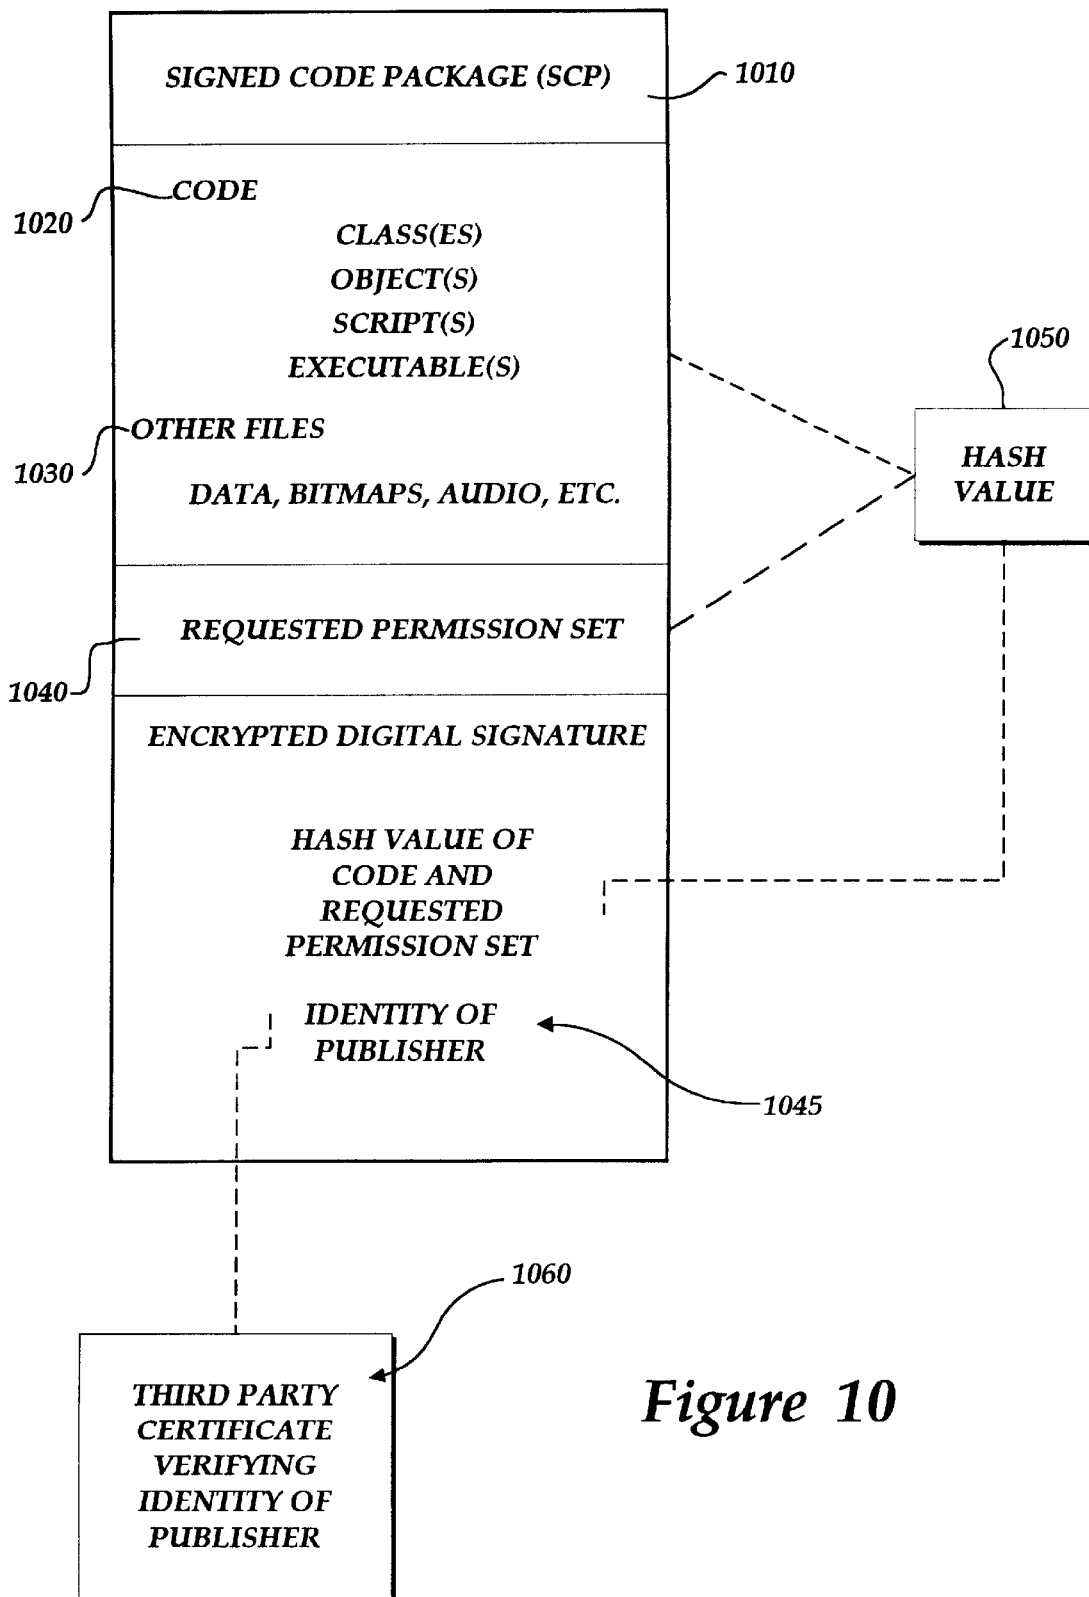 SIGNED CODE PACKAGE (SCP)
1010
CODE
1020
CLASS(ES)
OBJECT(S)
SCRIPT(S)
EXECUTABLE(S)
1050
OTHER FILES
1030
HASH
VALUE
DATA, BITMAPS, AUDIO, ETC.
REQUESTED PERMISSION SET
1040
ENCRYPTED DIGITAL SIGNATURE
HASH VALUE OF
CODE AND
REQUESTED
PERMISSION SET
IDENTITY OF
PUBLISHER
1045
1060
THIRD PARTY
CERTIFICATE
VERIFYING
IDENTITY OF
PUBLISHER
Figure 10